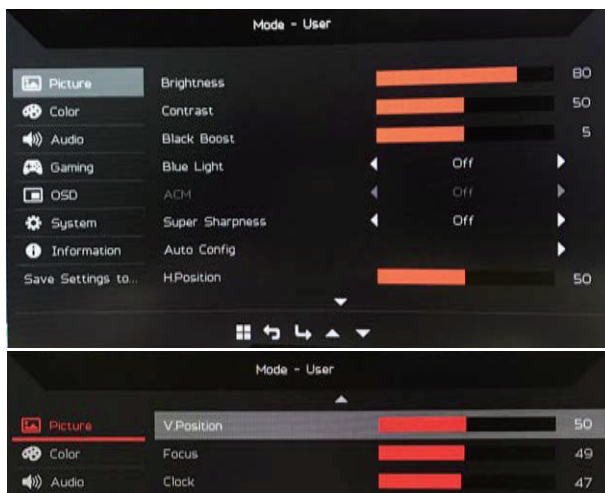 Mode - User
Picture Brightness 80
Color Contrast 50
Audio Black Boost 5
Gaming Blue Light Off
OSD ACM Off
System Super Sharpness Off
Information Auto Config
Save Settings to... H.Position 50
Mode - User
Picture V.Position 50
Color Focus 49
Audio Clock 47